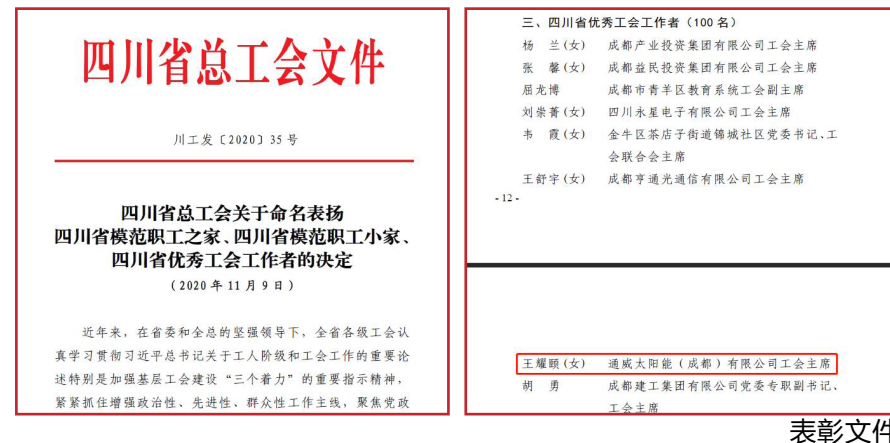 四川省总工会文件
川工发〔2020〕35号
四川省总工会关于命名表扬
四川省模范职工之家、四川省模范职工小家、
四川省优秀工会工作者的决定
(2020年11月9日)
近年来，在省委和全总的坚强领导下，全省各级工会认
真学习贯彻习近平总书记关于工人阶级和工会工作的重要论
述特别是加强基层工会建设“三个着力”的重要指示精神，
紧紧抓住增强政治性、先进性、群众性工作主线，聚焦党政
三、四川省优秀工会工作者（100名）
杨 兰(女) 成都产业投资集团有限公司工会主席
张 馨(女) 成都益民投资集团有限公司工会主席
屈龙博 成都市青羊区教育系统工会副主席
刘崇菁(女) 四川永星电子有限公司工会主席
韦 霞(女) 金牛区茶店子街道锦城社区党委书记、工
会联合会主席
王舒宇(女) 成都亨通光通信有限公司工会主席
- 12 -
王耀颐(女) 通威太阳能（成都）有限公司工会主席
胡 勇 成都建工集团有限公司党委专职副书记、
工会主席
表彰文件